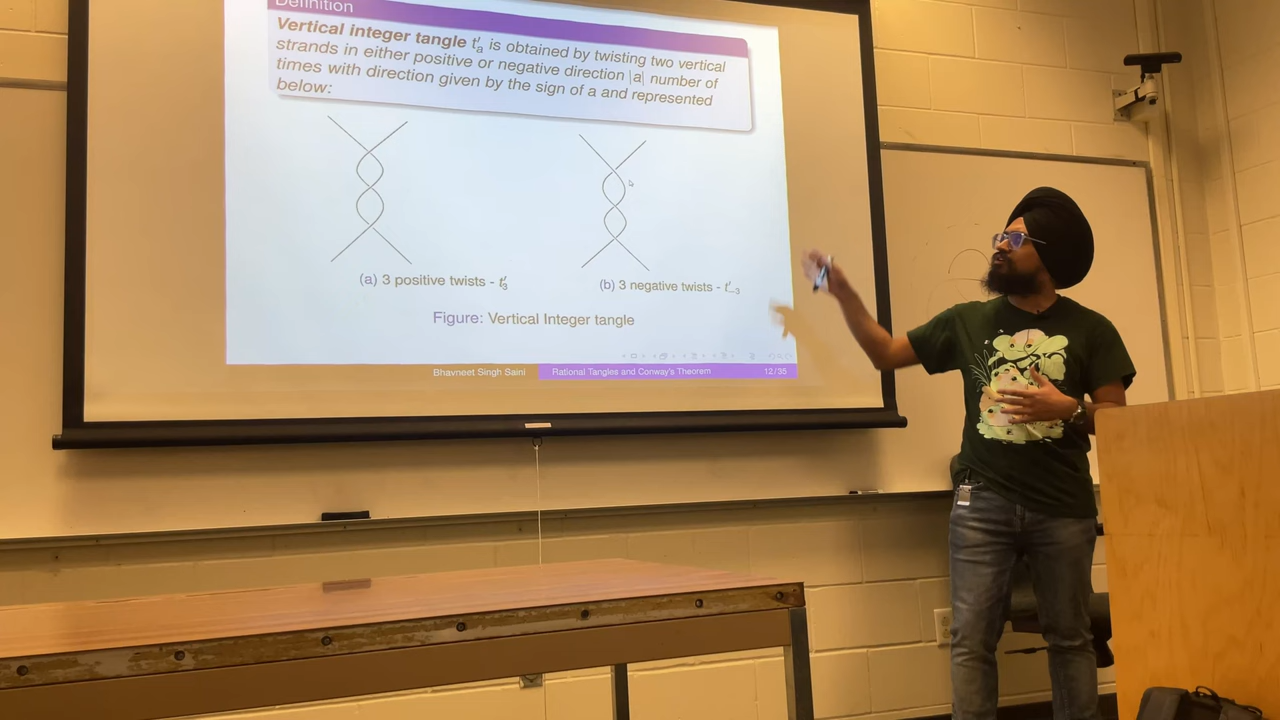 Definition
Vertical integer tangle t′ₐ is obtained by twisting two vertical
strands in either positive or negative direction |a| number of
times with direction given by the sign of a and represented
below:
(a) 3 positive twists - t′₃
(b) 3 negative twists - t′₋₃
Figure: Vertical Integer tangle
Bhavneet Singh Saini
Rational Tangles and Conway's Theorem
12/35